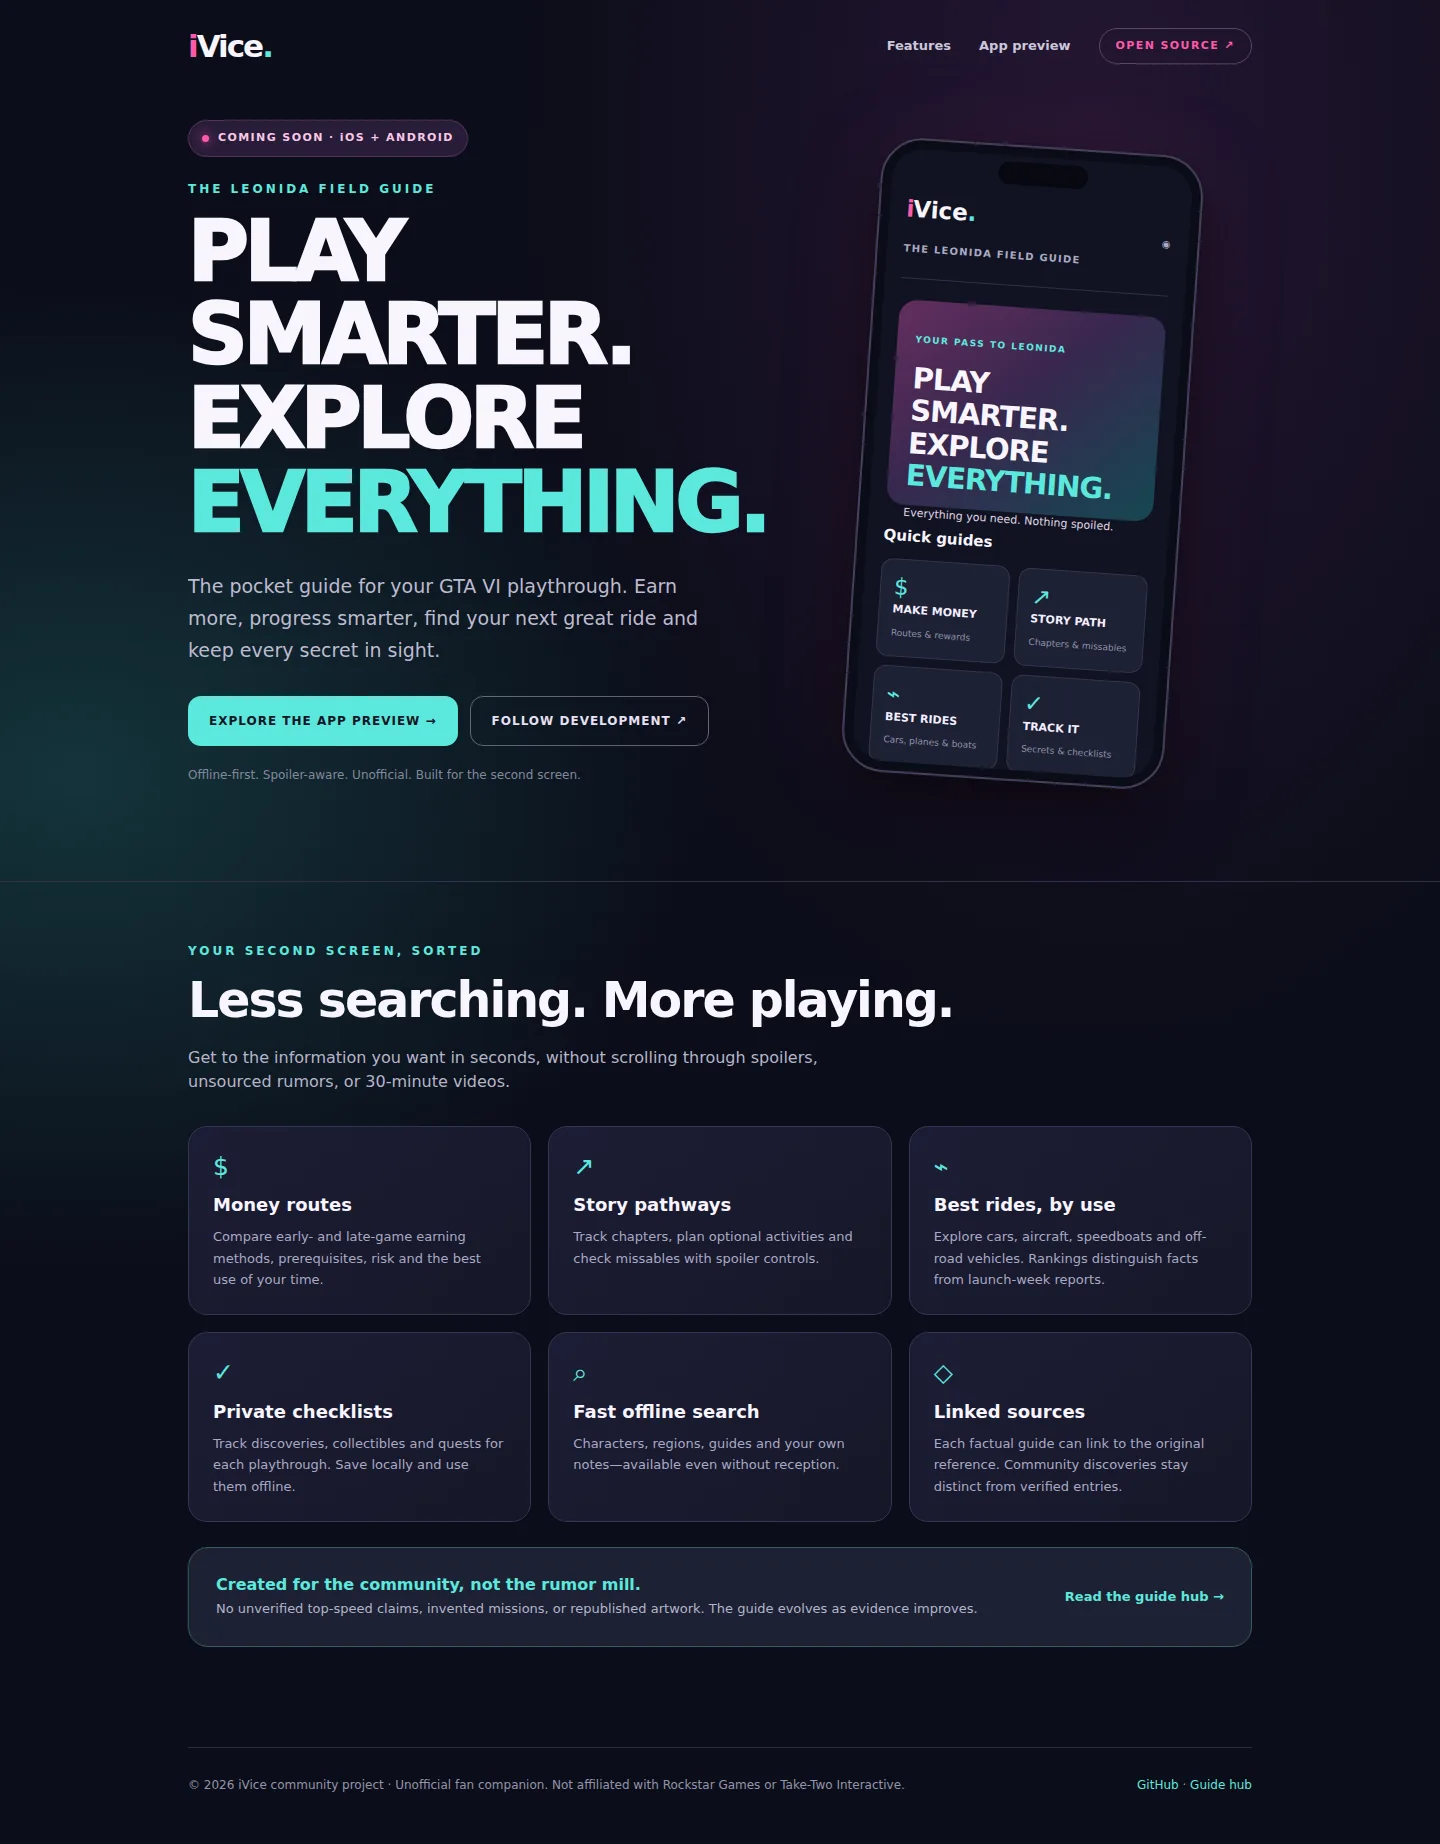 iVice.
Features
App preview
OPEN SOURCE ↗
COMING SOON · iOS + ANDROID
THE LEONIDA FIELD GUIDE
PLAY
SMARTER.
EXPLORE
EVERYTHING.
The pocket guide for your GTA VI playthrough. Earn
more, progress smarter, find your next great ride and
keep every secret in sight.
EXPLORE THE APP PREVIEW →
FOLLOW DEVELOPMENT ↗
Offline-first. Spoiler-aware. Unofficial. Built for the second screen.
iVice.
THE LEONIDA FIELD GUIDE
◉
YOUR PASS TO LEONIDA
PLAY
SMARTER.
EXPLORE
EVERYTHING.
Everything you need. Nothing spoiled.
Quick guides
$
MAKE MONEY
Routes & rewards
↗
STORY PATH
Chapters & missables
⌁
BEST RIDES
Cars, planes & boats
✓
TRACK IT
Secrets & checklists
YOUR SECOND SCREEN, SORTED
Less searching. More playing.
Get to the information you want in seconds, without scrolling through spoilers,
unsourced rumors, or 30-minute videos.
$
Money routes
Compare early- and late-game earning
methods, prerequisites, risk and the best
use of your time.
↗
Story pathways
Track chapters, plan optional activities and
check missables with spoiler controls.
⌁
Best rides, by use
Explore cars, aircraft, speedboats and off-
road vehicles. Rankings distinguish facts
from launch-week reports.
✓
Private checklists
Track discoveries, collectibles and quests for
each playthrough. Save locally and use
them offline.
⌕
Fast offline search
Characters, regions, guides and your own
notes—available even without reception.
◇
Linked sources
Each factual guide can link to the original
reference. Community discoveries stay
distinct from verified entries.
Created for the community, not the rumor mill.
No unverified top-speed claims, invented missions, or republished artwork. The guide evolves as evidence improves.
Read the guide hub →
© 2026 iVice community project · Unofficial fan companion. Not affiliated with Rockstar Games or Take-Two Interactive.
GitHub · Guide hub